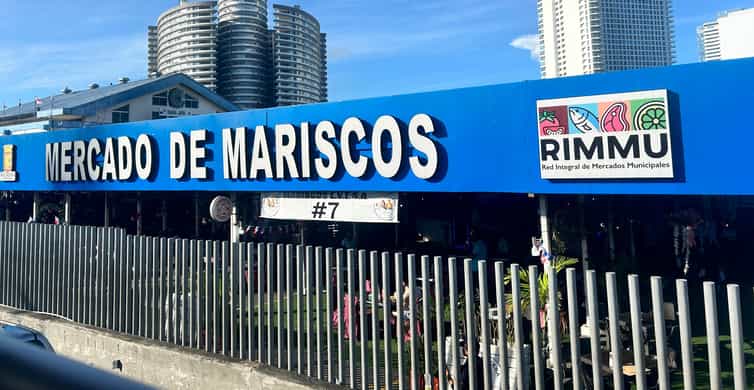 MERCADO DE MARISCOS
RIMMU
Red Integral de Mercados Municipales
#7